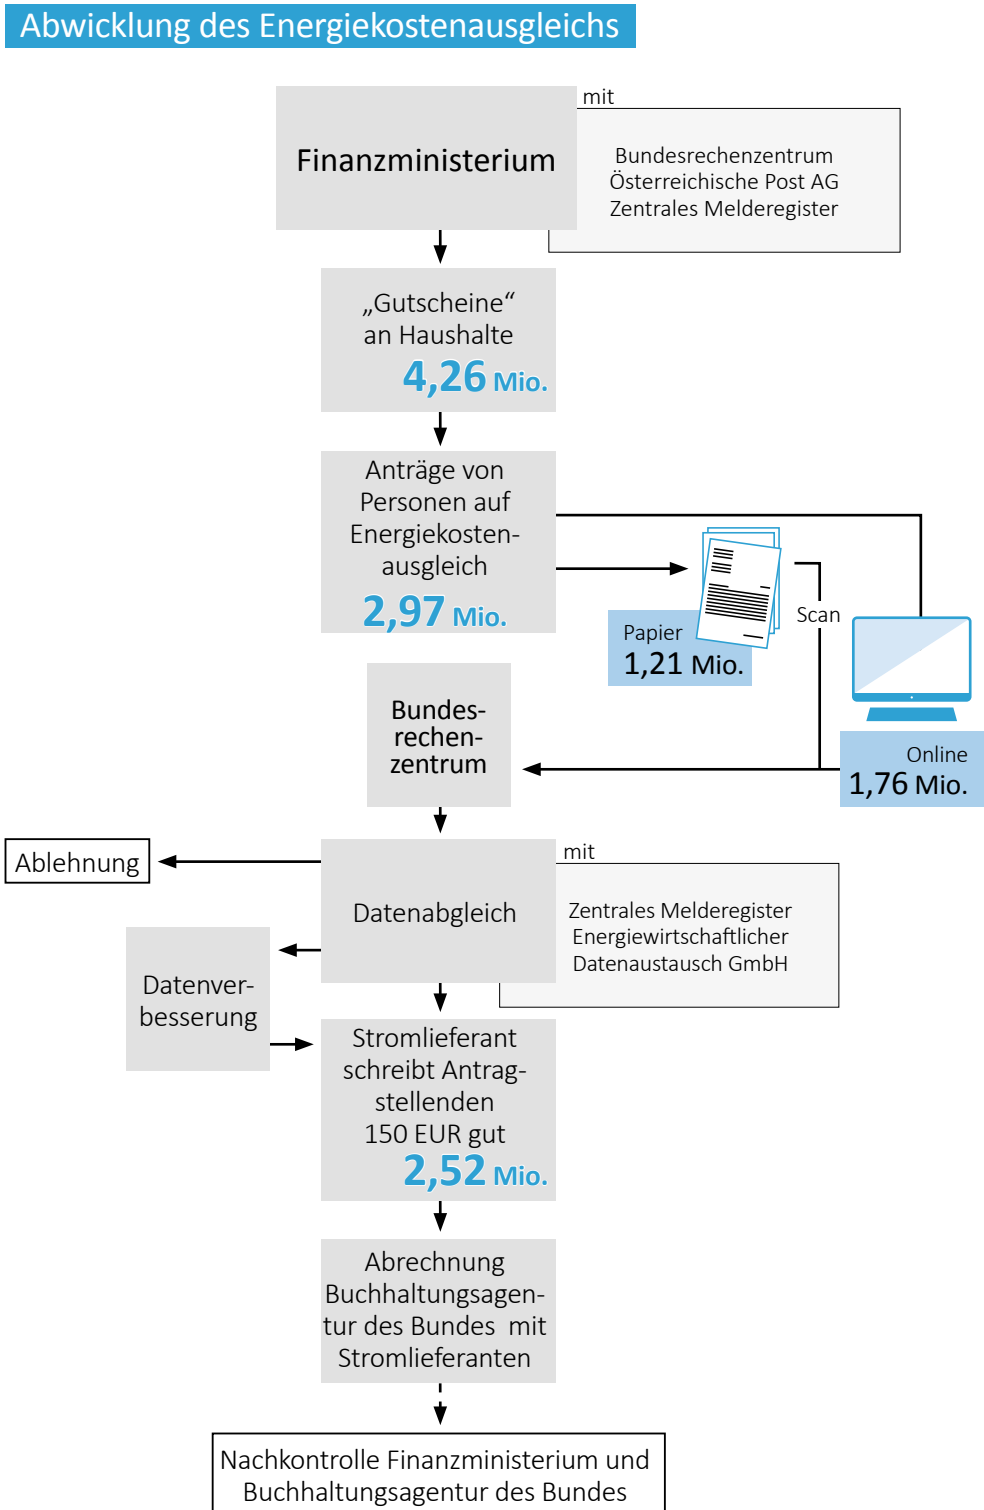 Abwicklung des Energiekostenausgleichs
mit
Finanzministerium
Bundesrechenzentrum
Österreichische Post AG
Zentrales Melderegister
„Gutscheine“
an Haushalte
4,26 Mio.
Anträge von
Personen auf
Energiekosten-
ausgleich
2,97 Mio.
Papier
1,21 Mio.
Scan
Online
1,76 Mio.
Bundes-
rechen-
zentrum
Ablehnung
mit
Datenabgleich
Zentrales Melderegister
Energiewirtschaftlicher
Datenaustausch GmbH
Datenver-
besserung
Stromlieferant
schreibt Antrag-
stellenden
150 EUR gut
2,52 Mio.
Abrechnung
Buchhaltungsagen-
tur des Bundes mit
Stromlieferanten
Nachkontrolle Finanzministerium und
Buchhaltungsagentur des Bundes